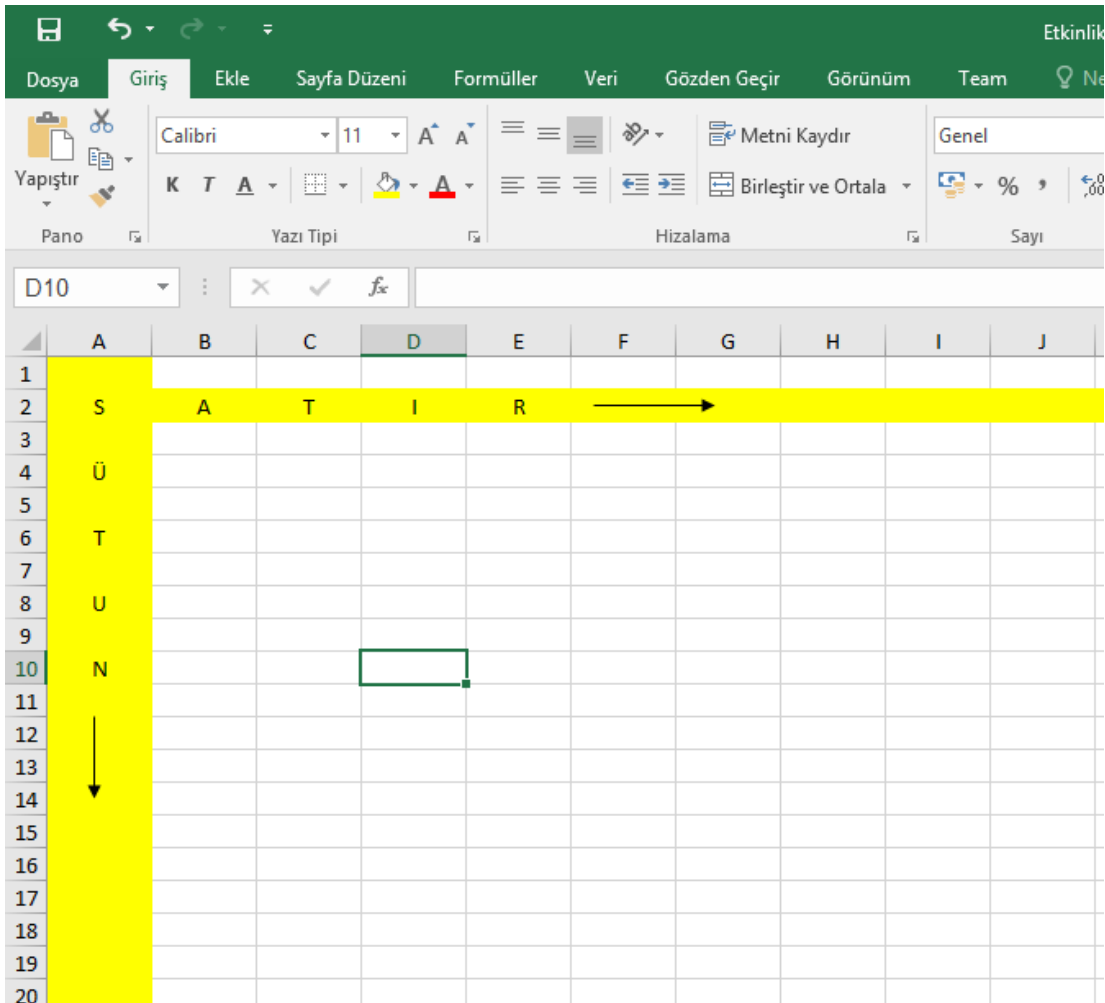 Etkinlik
Dosya Giriş Ekle Sayfa Düzeni Formüller Veri Gözden Geçir Görünüm Team Ne
Calibri 11 A A Metni Kaydır Genel
Yapıştır K T A A Birleştir ve Ortala % ,00
Pano Yazı Tipi Hizalama Sayı
D10 fx
A B C D E F G H I J
1
2 S A T I R
3
4 Ü
5
6 T
7
8 U
9
10 N
11
12
13
14
15
16
17
18
19
20